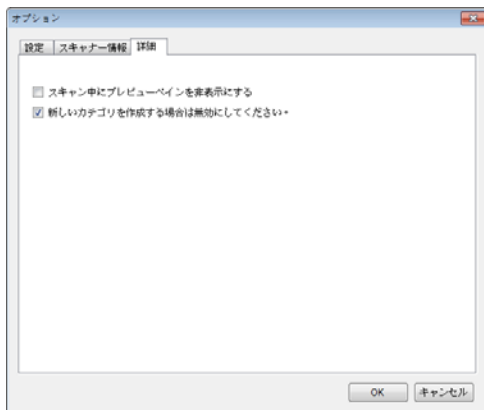 オプション
設定 スキャナー情報 詳細
スキャン中にプレビューペインを非表示にする
新しいカテゴリを作成する場合は無効にしてください。
OK キャンセル